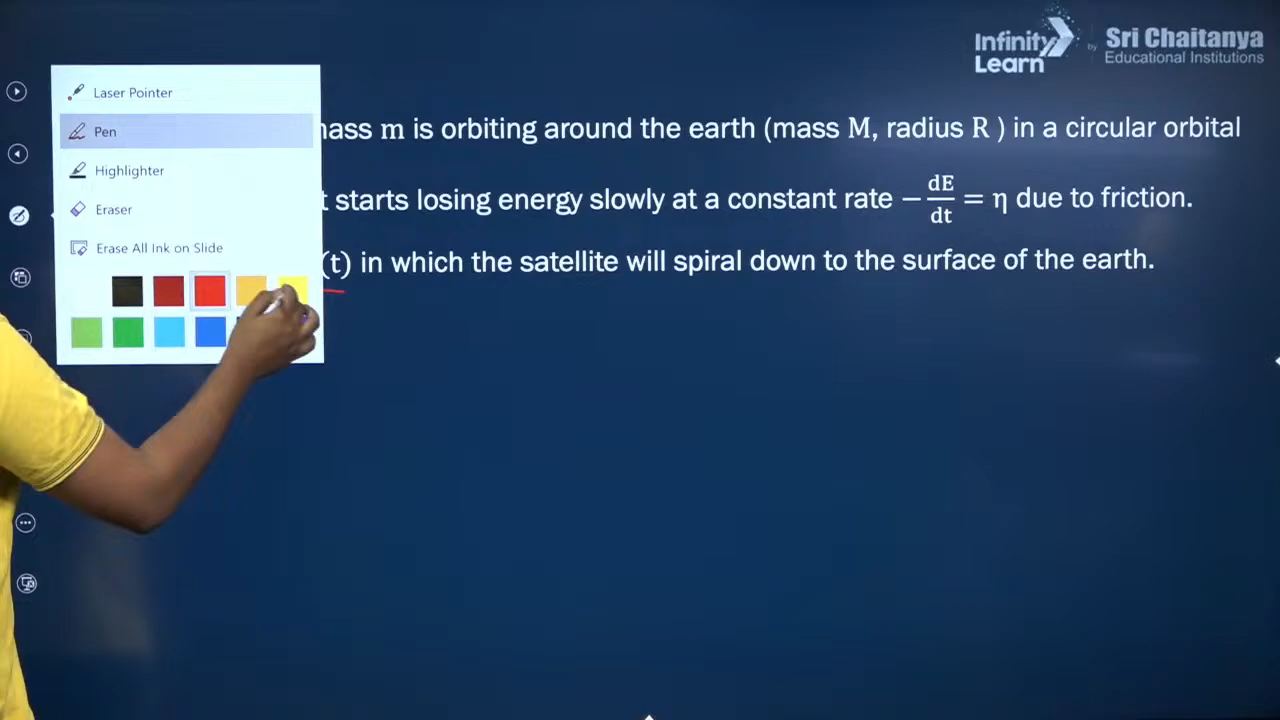 Infinity Learn
by Sri Chaitanya
Educational Institutions
Laser Pointer
Pen
Highlighter
Eraser
Erase All Ink on Slide
m is orbiting around the earth (mass M, radius R ) in a circular orbital
starts losing energy slowly at a constant rate −dE/dt = η due to friction.
(t) in which the satellite will spiral down to the surface of the earth.